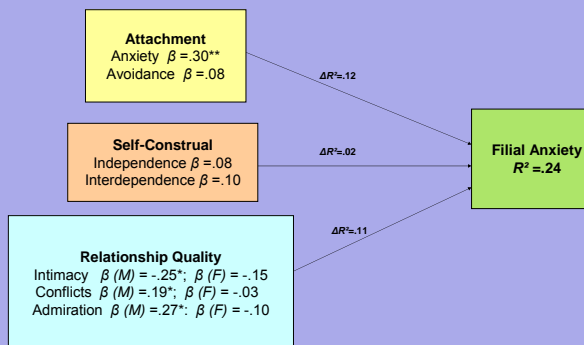 Attachment
Anxiety β =.30**
Avoidance β =.08
ΔR²=.12
Self-Construal
Independence β =.08
Interdependence β =.10
ΔR²=.02
Filial Anxiety
R² =.24
ΔR²=.11
Relationship Quality
Intimacy β (M) = -.25*; β (F) = -.15
Conflicts β (M) =.19*; β (F) = -.03
Admiration β (M) =.27*: β (F) = -.10